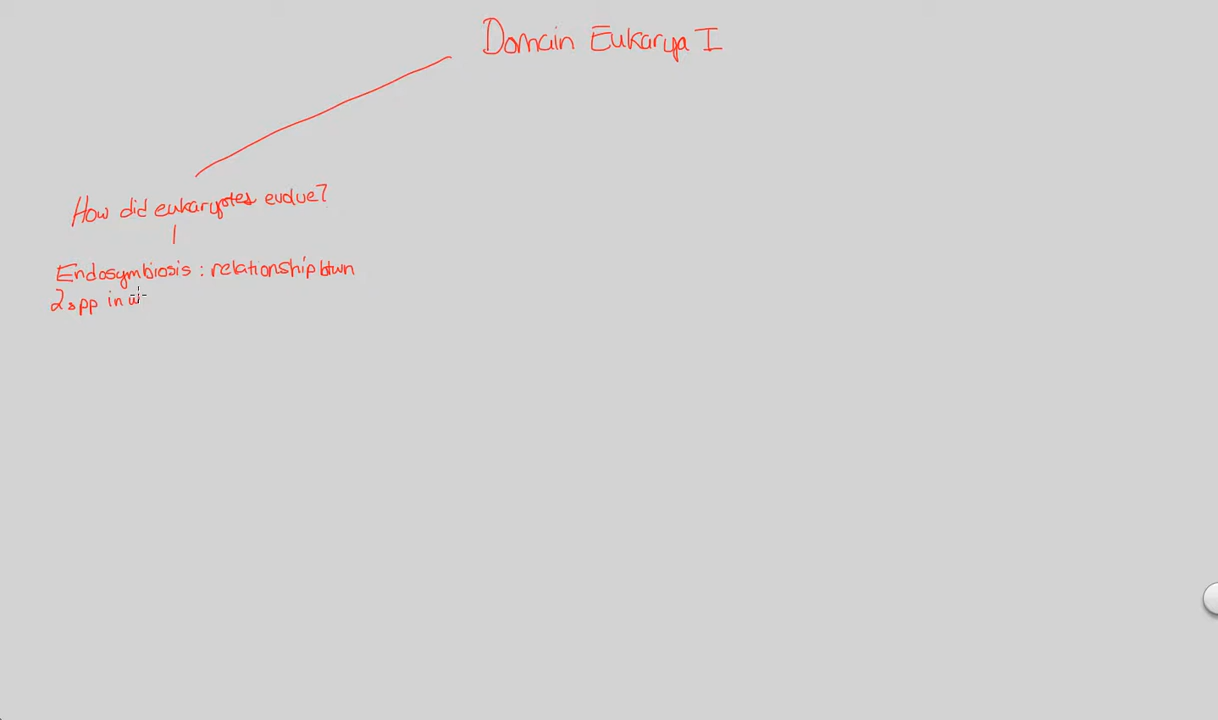 Domain Eukarya I
How did eukaryotes evolve?
Endosymbiosis : relationship btwn
2 spp in w